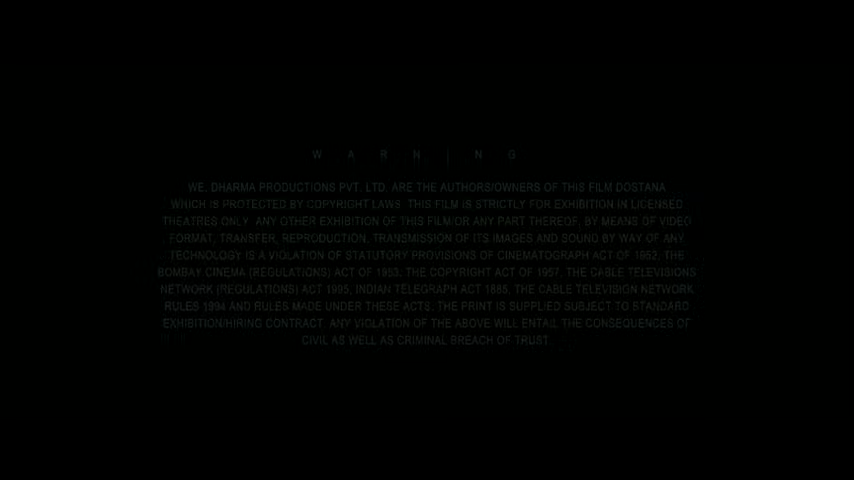 WARNING
WE, DHARMA PRODUCTIONS PVT. LTD. ARE THE AUTHORS/OWNERS OF THIS FILM DOSTANA
WHICH IS PROTECTED BY COPYRIGHT LAWS. THIS FILM IS STRICTLY FOR EXHIBITION IN LICENSED
THEATRES ONLY. ANY OTHER EXHIBITION OF THIS FILM/OR ANY PART THEREOF, BY MEANS OF VIDEO
FORMAT, TRANSFER, REPRODUCTION, TRANSMISSION OF ITS IMAGES AND SOUND BY WAY OF ANY
TECHNOLOGY IS A VIOLATION OF STATUTORY PROVISIONS OF CINEMATOGRAPH ACT OF 1952, THE
BOMBAY CINEMA (REGULATIONS) ACT OF 1953, THE COPYRIGHT ACT OF 1957, THE CABLE TELEVISIONS
NETWORK (REGULATIONS) ACT 1995, INDIAN TELEGRAPH ACT 1885, THE CABLE TELEVISION NETWORK
RULES 1994 AND RULES MADE UNDER THESE ACTS. THE PRINT IS SUPPLIED SUBJECT TO STANDARD
EXHIBITION/HIRING CONTRACT. ANY VIOLATION OF THE ABOVE WILL ENTAIL THE CONSEQUENCES OF
CIVIL AS WELL AS CRIMINAL BREACH OF TRUST.